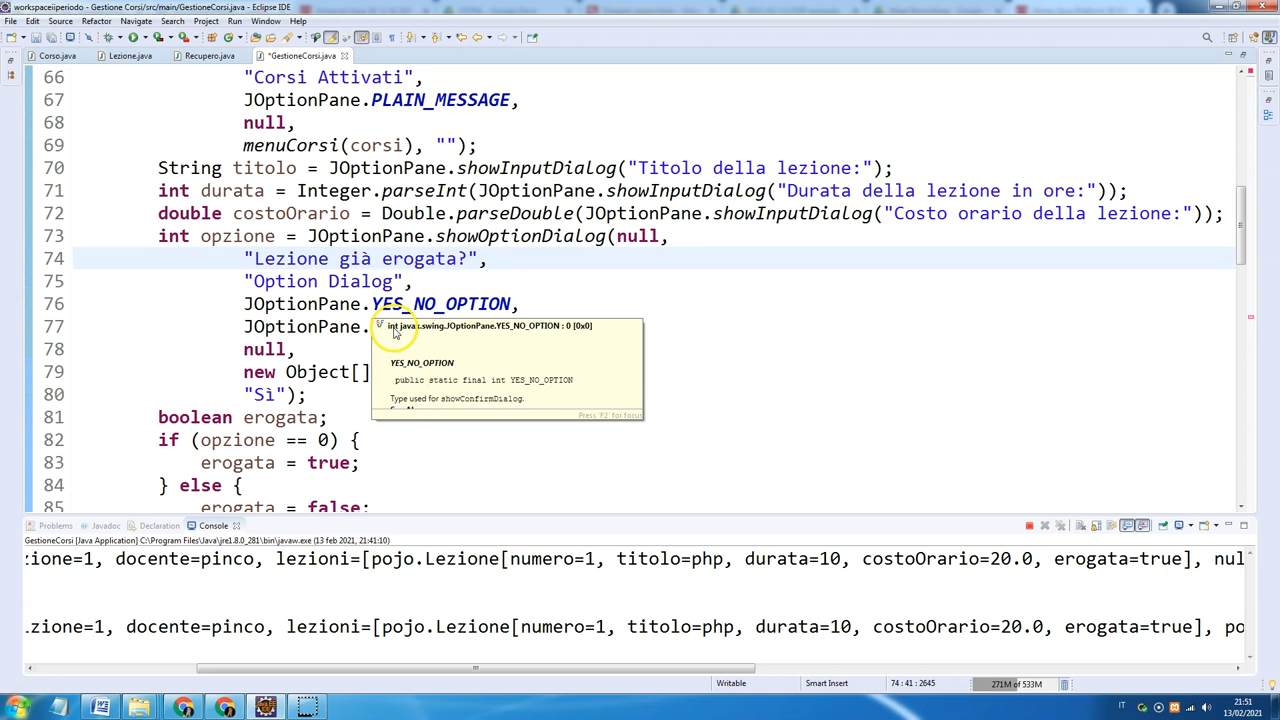 workspaceiiperiodo - Gestione Corsi/src/main/GestioneCorsi.java - Eclipse IDE
File Edit Source Refactor Navigate Search Project Run Window Help
Corso.java Lezione.java Recupero.java *GestioneCorsi.java
66 "Corsi Attivati",
67 JOptionPane.PLAIN_MESSAGE,
68 null,
69 menuCorsi(corsi), "");
70 String titolo = JOptionPane.showInputDialog("Titolo della lezione:");
71 int durata = Integer.parseInt(JOptionPane.showInputDialog("Durata della lezione in ore:"));
72 double costoOrario = Double.parseDouble(JOptionPane.showInputDialog("Costo orario della lezione:"));
73 int opzione = JOptionPane.showOptionDialog(null,
74 "Lezione già erogata?",
75 "Option Dialog",
76 JOptionPane.YES_NO_OPTION,
77 JOptionPane.
int javax.swing.JOptionPane.YES_NO_OPTION : 0 [0x0]
78 null,
YES_NO_OPTION
79 new Object[]
public static final int YES_NO_OPTION
80 "Sì");
Type used for showConfirmDialog.
Press 'F2' for focus
81 boolean erogata;
82 if (opzione == 0) {
83 erogata = true;
84 } else {
85 erogata = false;
Problems Javadoc Declaration Console
GestioneCorsi [Java Application] C:\Program Files\Java\jre1.8.0_281\bin\javaw.exe (13 feb 2021, 21:41:10)
zione=1, docente=pinco, lezioni=[pojo.Lezione[numero=1, titolo=php, durata=10, costoOrario=20.0, erogata=true], nul
zione=1, docente=pinco, lezioni=[pojo.Lezione[numero=1, titolo=php, durata=10, costoOrario=20.0, erogata=true], po
Writable Smart Insert 74 : 41 : 2645 271M of 533M
IT 21:51
13/02/2021